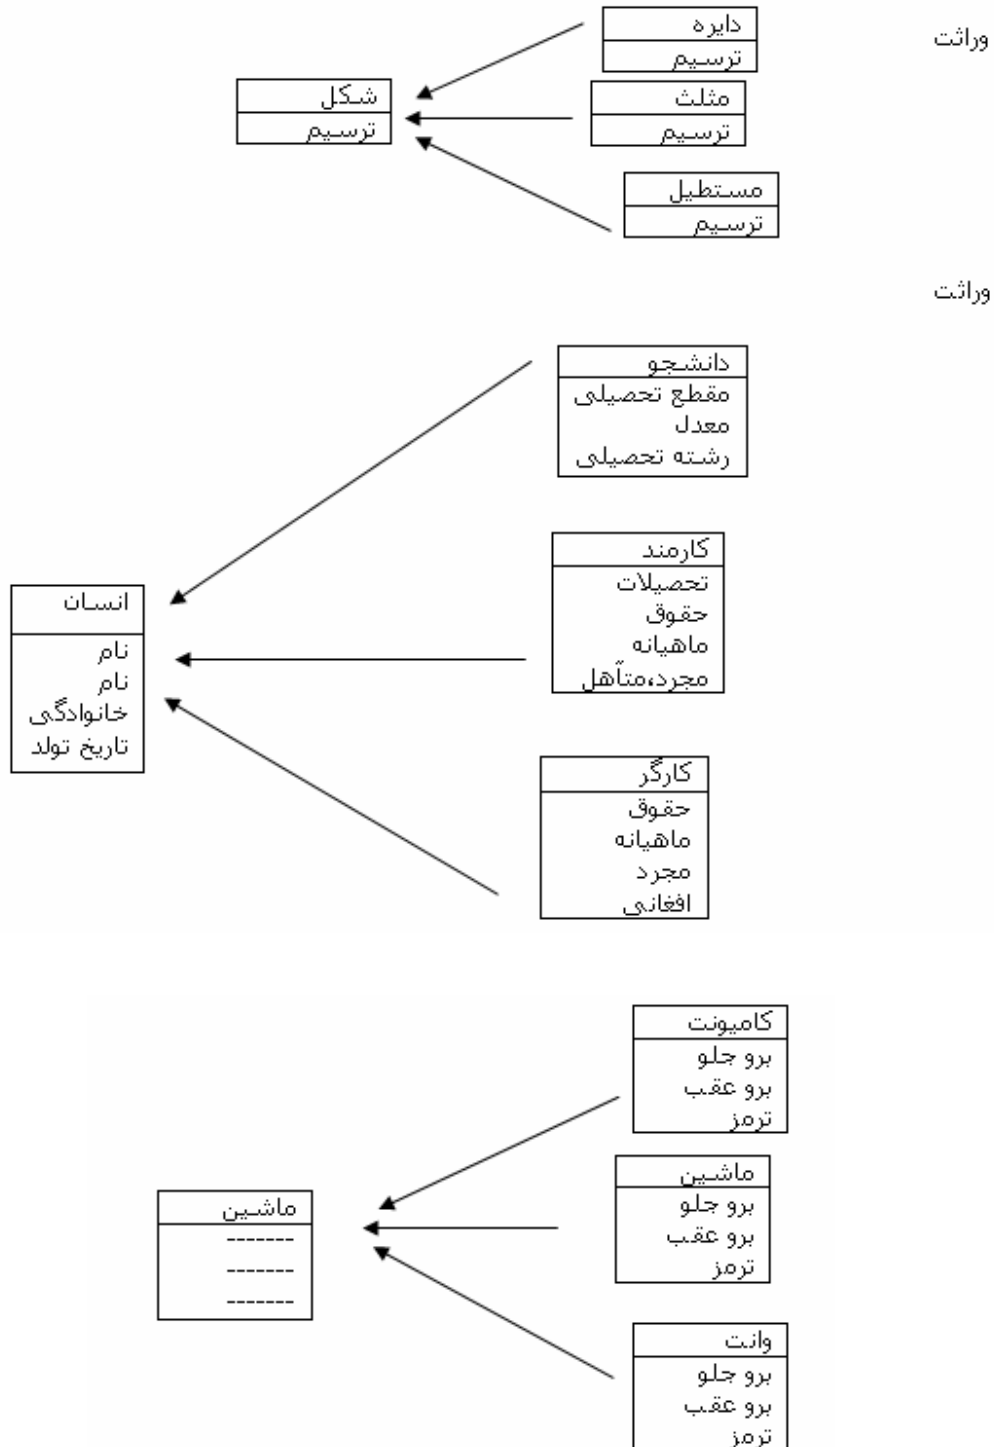 وراثت
دایره
ترسیم
شکل
ترسیم
مثلث
ترسیم
مستطیل
ترسیم
وراثت
دانشجو
مقطع تحصیلی
معدل
رشته تحصیلی
کارمند
تحصیلات
حقوق
ماهیانه
مجرد،متأهل
انسان
نام
نام
خانوادگی
تاریخ تولد
کارگر
حقوق
ماهیانه
مجرد
افغانی
کامیونت
برو جلو
برو عقب
ترمز
ماشین
برو جلو
برو عقب
ترمز
ماشین
-------
-------
-------
وانت
برو جلو
برو عقب
ترمز